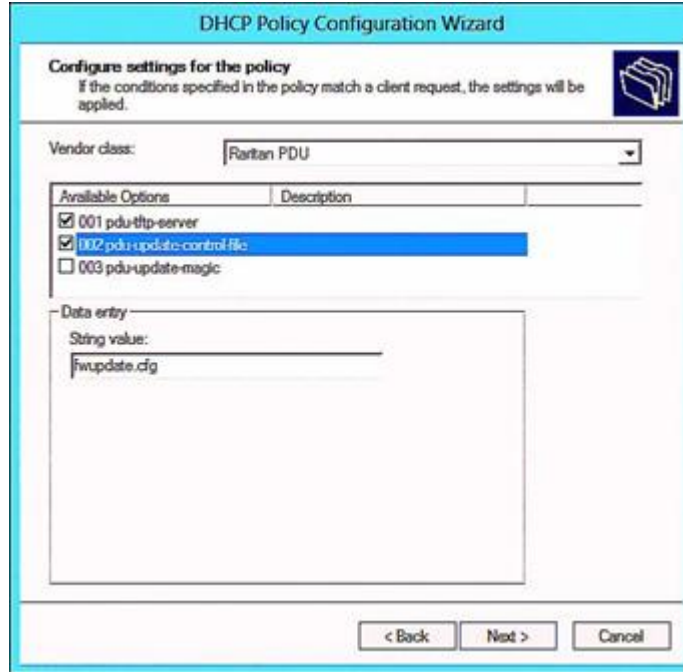 DHCP Policy Configuration Wizard
Configure settings for the policy
If the conditions specified in the policy match a client request, the settings will be
applied.
Vendor class: Raritan PDU
Available Options Description
001 pdu-tftp-server
002 pdu-update-control-file
003 pdu-update-magic
Data entry
String value:
fwupdate.cfg
< Back Next > Cancel